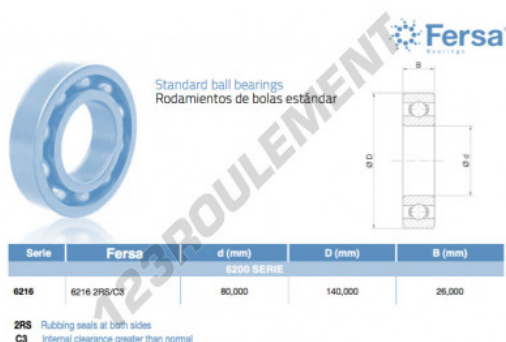 Fersa
Bearings
Standard ball bearings
Rodamientos de bolas estándar
B
Ø D
Ø d
123ROULEMENT
Serie Fersa d (mm) D (mm) B (mm)
6200 SERIE
6216 6216 2RS/C3 80,000 140,000 26,000
2RS Rubbing seals at both sides
C3 Internal clearance greater than normal